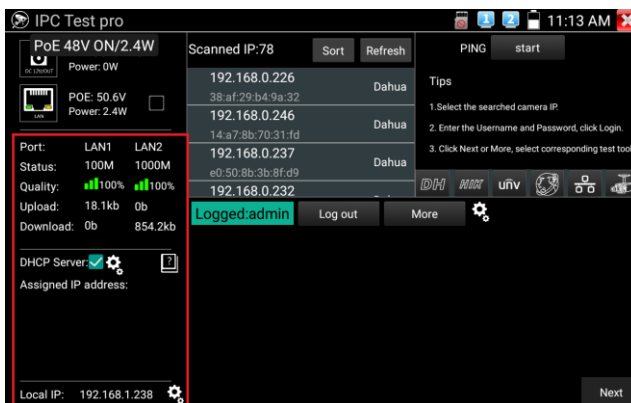 IPC Test pro
1
2
11:13 AM
PoE 48V ON/2.4W
DC 12V/OUT
Power: 0W
LAN
POE: 50.6V
Power: 2.4W
Port: LAN1 LAN2
Status: 100M 1000M
Quality: 100% 100%
Upload: 18.1kb 0b
Download: 0b 854.2kb
DHCP Server:
?
Assigned IP address:
Local IP: 192.168.1.238
Scanned IP:78 Sort Refresh
192.168.0.226
38:af:29:b4:9a:32
Dahua
192.168.0.246
14:a7:8b:70:31:fd
Dahua
192.168.0.237
e0:50:8b:3b:8f:d9
Dahua
192.168.0.232
PING start
Tips
1.Select the searched camera IP.
2. Enter the Username and Password, click Login.
3. Click Next or More, select corresponding test tool
DH HIK unv
Logged:admin Log out More
Next